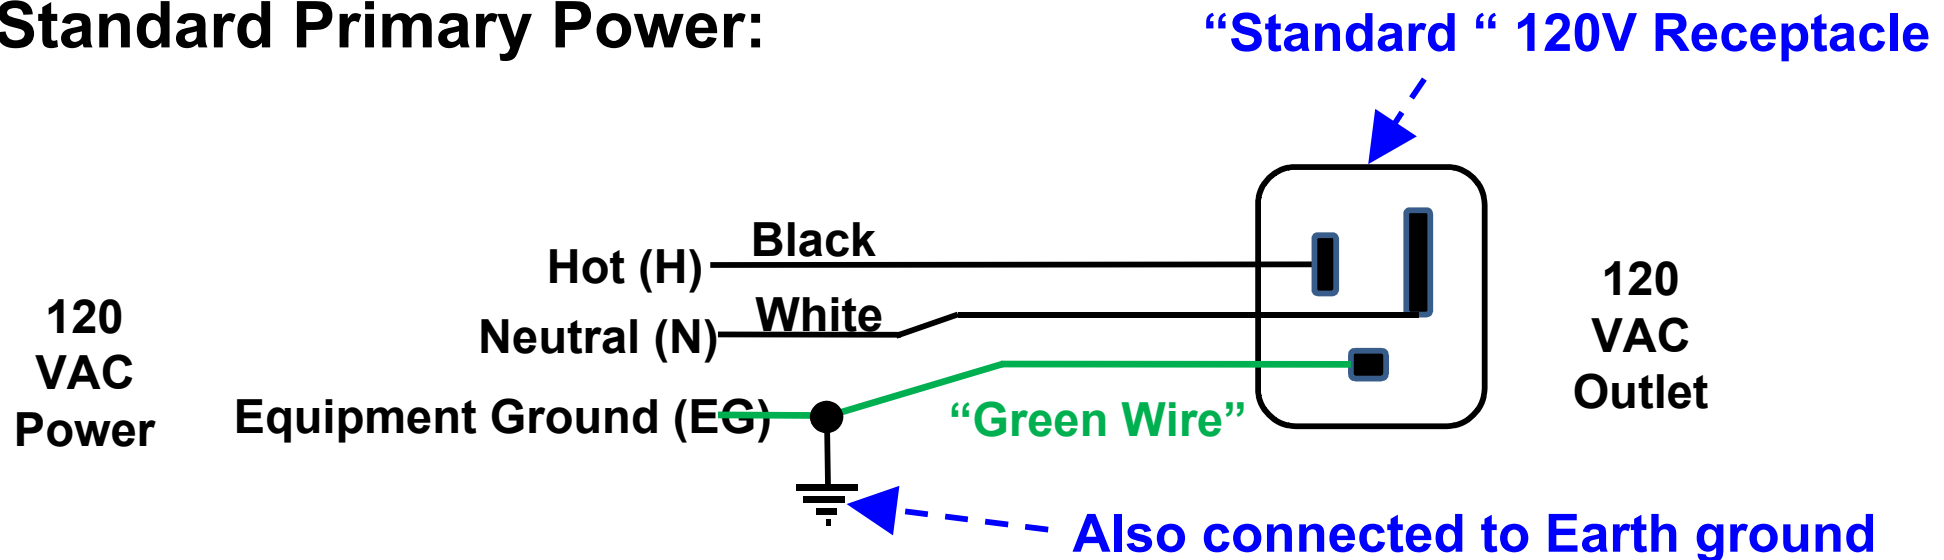 Standard Primary Power:
“Standard “ 120V Receptacle
Black
Hot (H)
White
Neutral (N)
Equipment Ground (EG)
“Green Wire”
120
VAC
Power
120
VAC
Outlet
Also connected to Earth ground